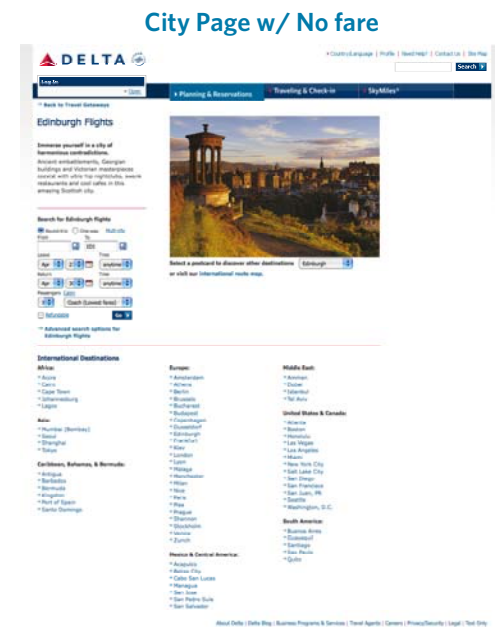 City Page w/ No fare
Country/Language | Profile | Need Help? | Contact Us | Site Map
DELTA
Search
Log In
Open
Planning & Reservations
Traveling & Check-in
SkyMiles®
Back to Travel Getaways
Edinburgh Flights
Immerse yourself in a city of
harmonious contradictions.
Ancient embattlements, Georgian
buildings and Victorian masterpieces
coexist with ultra hip nightclubs, swank
restaurants and cool cafes in this
amazing Scottish city.
Search for Edinburgh flights
Round-trip One-way Multi-city
From To
EDI
Leave Time
Apr anytime
Return Time
Apr anytime
Passengers Cabin
Coach (Lowest fares)
Refundable
Go
Advanced search options for
Edinburgh flights
Select a postcard to discover other destinations Edinburgh
or visit our international route map.
International Destinations
Africa:
Accra
Cairo
Cape Town
Johannesburg
Lagos
Asia:
Mumbai (Bombay)
Seoul
Shanghai
Tokyo
Caribbean, Bahamas, & Bermuda:
Antigua
Barbados
Bermuda
Kingston
Port of Spain
Santo Domingo
Europe:
Amsterdam
Athens
Berlin
Brussels
Bucharest
Budapest
Copenhagen
Dusseldorf
Edinburgh
Frankfurt
Kiev
London
Lyon
Malaga
Manchester
Milan
Nice
Paris
Pisa
Prague
Shannon
Stockholm
Venice
Zurich
Mexico & Central America:
Acapulco
Belize City
Cabo San Lucas
Managua
San Jose
San Pedro Sula
San Salvador
Middle East:
Amman
Dubai
Istanbul
Tel Aviv
United States & Canada:
Atlanta
Boston
Honolulu
Las Vegas
Los Angeles
Miami
New York City
Salt Lake City
San Diego
San Francisco
San Juan, PR
Seattle
Washington, D.C.
South America:
Buenos Aires
Guayaquil
Santiago
Sao Paulo
Quito
About Delta | Delta Blog | Business Programs & Services | Travel Agents | Careers | Privacy/Security | Legal | Text Only